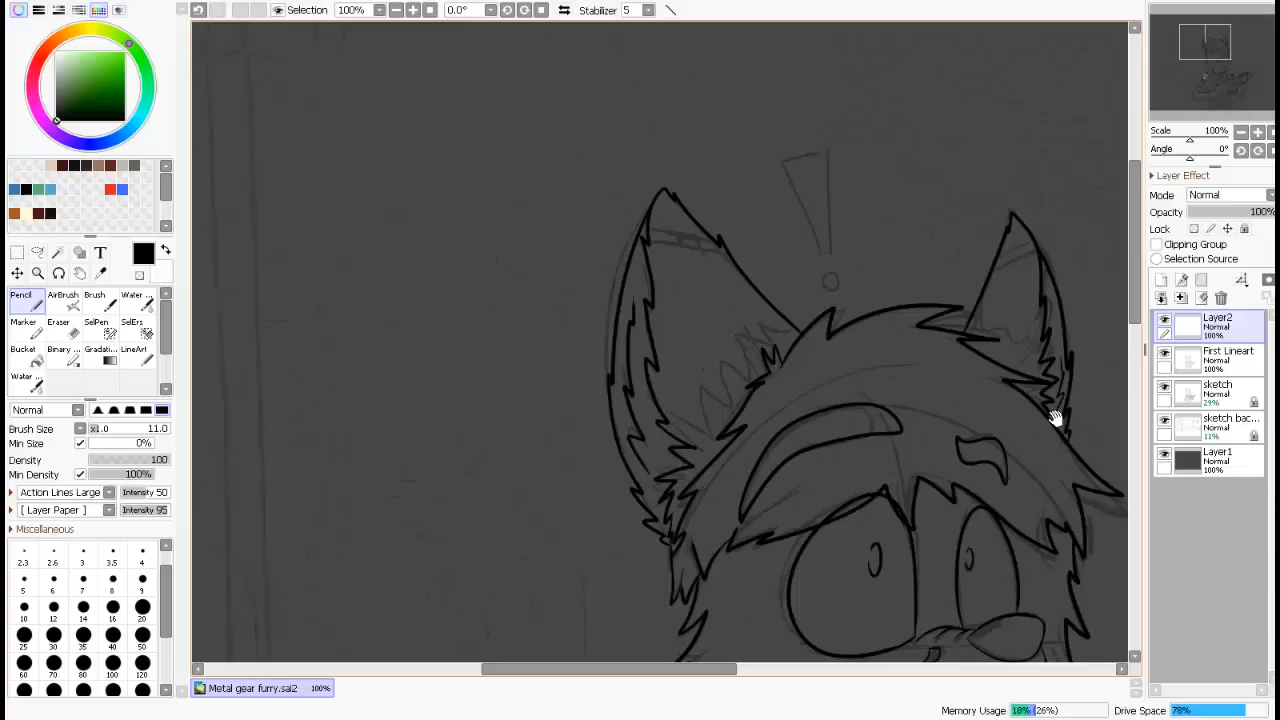 Selection 100% 0.0° Stabilizer 5
Scale 100%
Angle 0°
Layer Effect
Mode Normal
Opacity 100%
Lock
Clipping Group
Selection Source
Pencil AirBrush Brush Water ...
Marker Eraser SelPen SelErs
Bucket Binary ... Gradati... LineArt
Water ...
Layer2
Normal
100%
First Lineart
Normal
100%
sketch
Normal
29%
sketch bac...
Normal
11%
Layer1
Normal
100%
Normal
Brush Size x1.0 11.0
Min Size 0%
Density 100
Min Density 100%
Action Lines Large Intensity 50
[ Layer Paper ] Intensity 95
Miscellaneous
2.3 2.6 3 3.5 4
5 6 7 8 9
10 12 14 16 20
25 30 35 40 50
60 70 80 100 120
Metal gear furry.sai2 100%
Memory Usage 18% (26%) Drive Space 78%